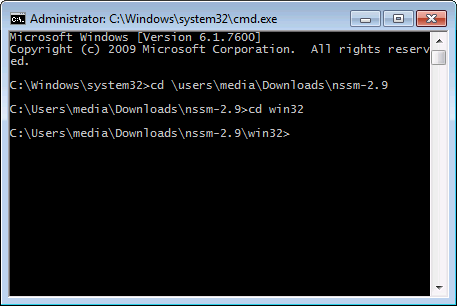 Administrator: C:\Windows\system32\cmd.exe
Microsoft Windows [Version 6.1.7600]
Copyright (c) 2009 Microsoft Corporation.  All rights reserv
ed.
C:\Windows\system32>cd \users\media\Downloads\nssm-2.9
C:\Users\media\Downloads\nssm-2.9>cd win32
C:\Users\media\Downloads\nssm-2.9\win32>